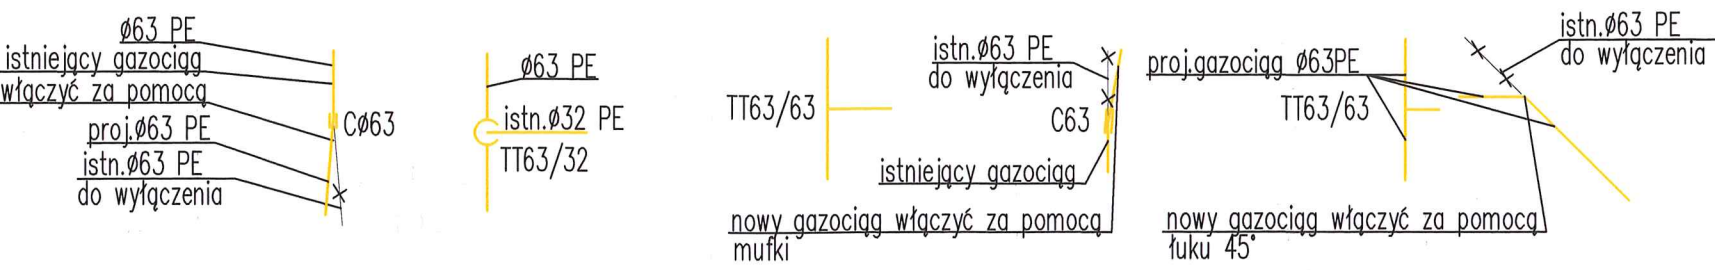 ø63 PE
istniejący gazociąg
włączyć za pomocą
CØ63
proj.ø63 PE
istn.ø63 PE
do wyłączenia
ø63 PE
istn.ø32 PE
TT63/32
TT63/63
istn.ø63 PE
do wyłączenia
C63
istniejący gazociąg
nowy gazociąg włączyć za pomocą
mufki
proj.gazociąg ø63PE
TT63/63
istn.ø63 PE
do wyłączenia
nowy gazociąg włączyć za pomocą
łuku 45°